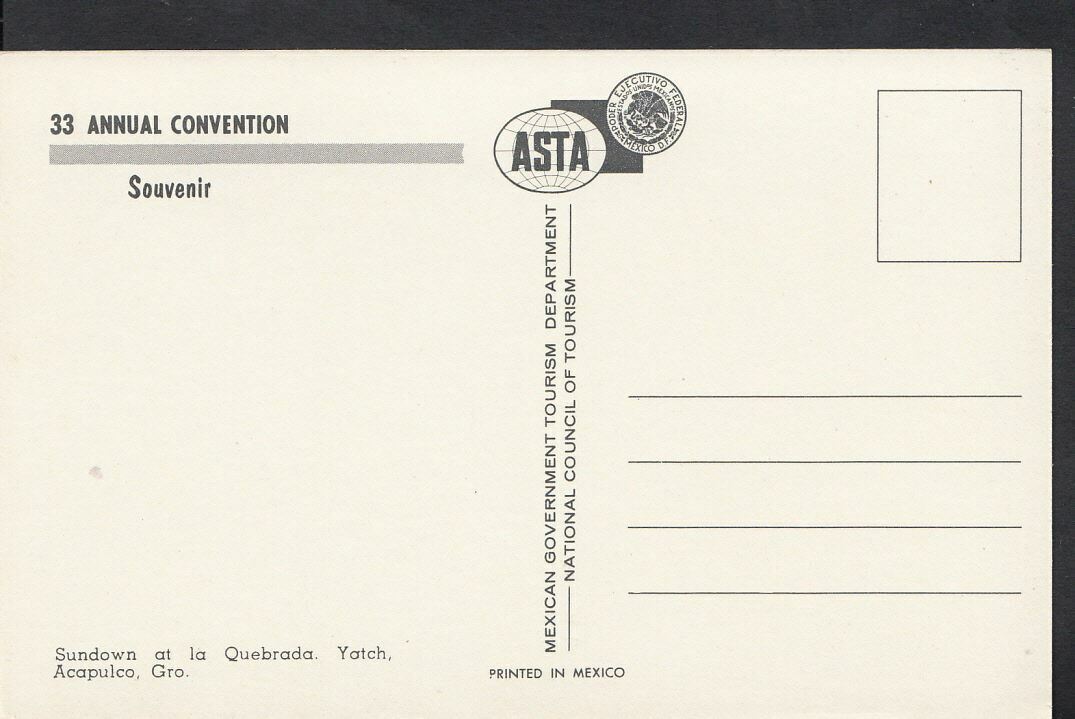 33 ANNUAL CONVENTION
Souvenir
ASTA
PODER EJECUTIVO FEDERAL
ESTADOS UNIDOS MEXICANOS
MEXICO D.F.
MEXICAN GOVERNMENT TOURISM DEPARTMENT
NATIONAL COUNCIL OF TOURISM
Sundown at la Quebrada. Yatch,
Acapulco, Gro.
PRINTED IN MEXICO